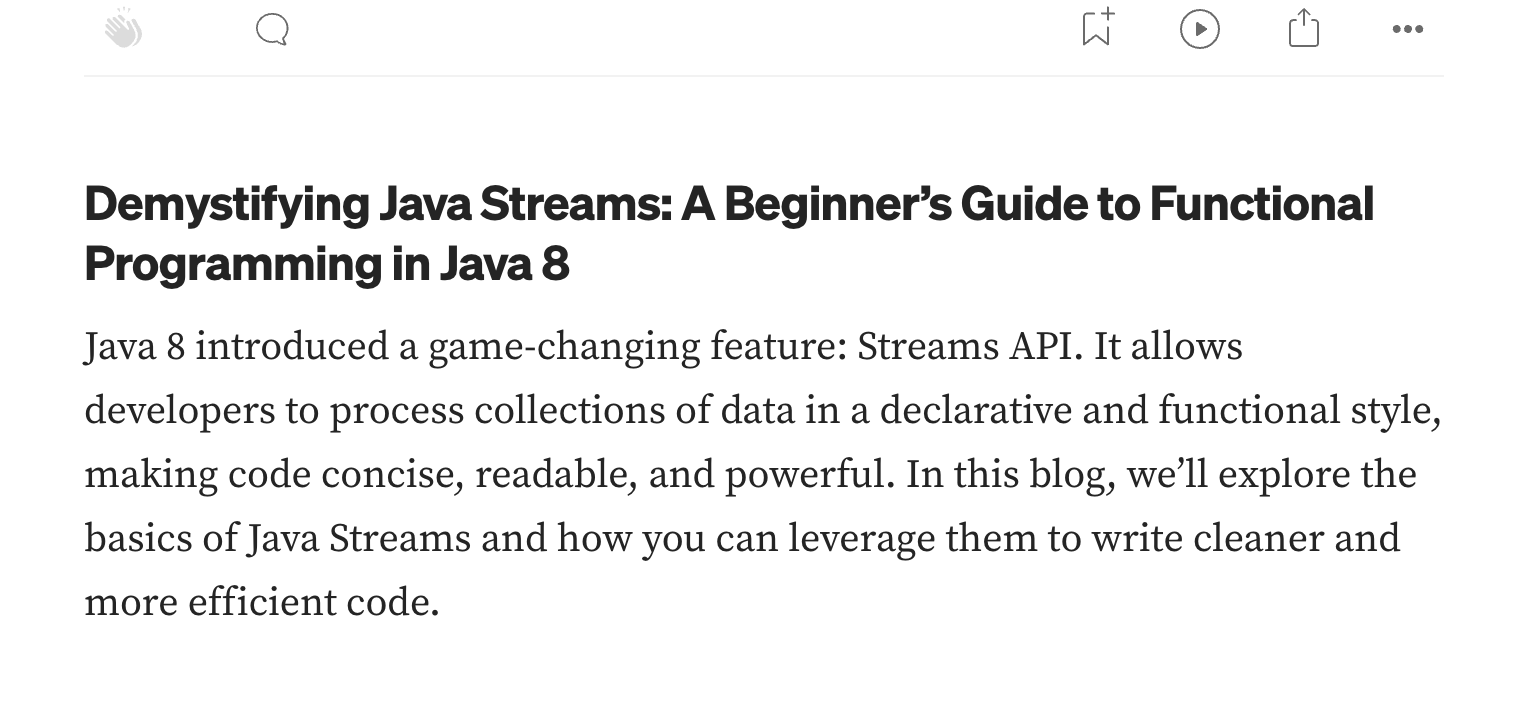 Demystifying Java Streams: A Beginner’s Guide to Functional
Programming in Java 8
Java 8 introduced a game-changing feature: Streams API. It allows
developers to process collections of data in a declarative and functional style,
making code concise, readable, and powerful. In this blog, we’ll explore the
basics of Java Streams and how you can leverage them to write cleaner and
more efficient code.